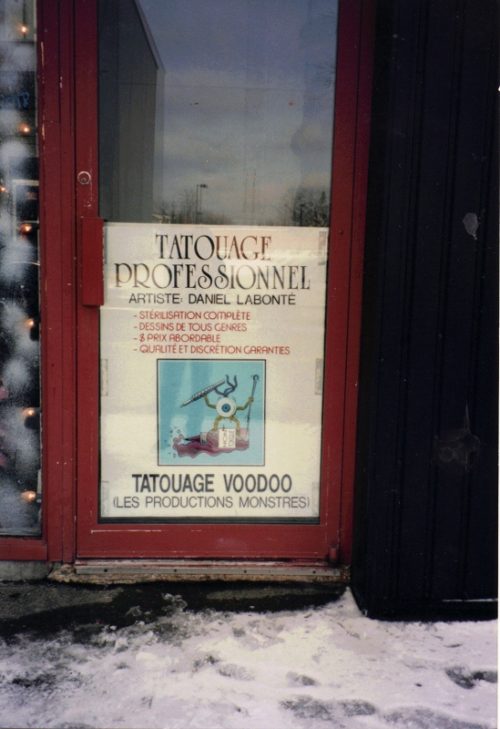 TATOUAGE
PROFESSIONNEL
ARTISTE: DANIEL LABONTÉ
- STÉRILISATION COMPLÈTE
- DESSINS DE TOUS GENRES
- $ PRIX ABORDABLE
- QUALITÉ ET DISCRÉTION GARANTIES
TATOUAGE VOODOO
(LES PRODUCTIONS MONSTRES)